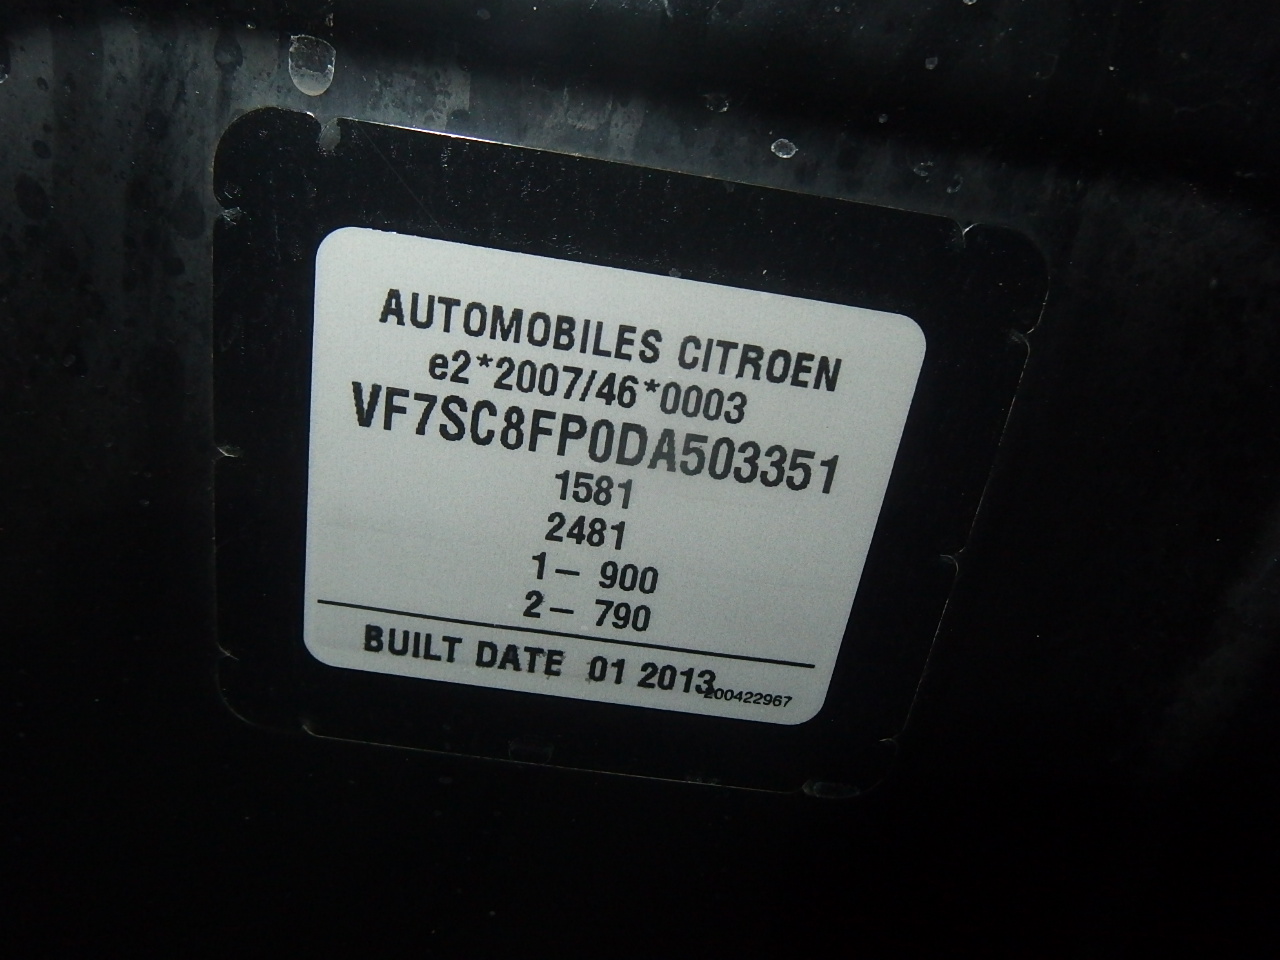 AUTOMOBILES CITROEN
e2*2007/46*0003
VF7SC8FP0DA503351
1581
2481
1- 900
2- 790
BUILT DATE 01 2013
200422967